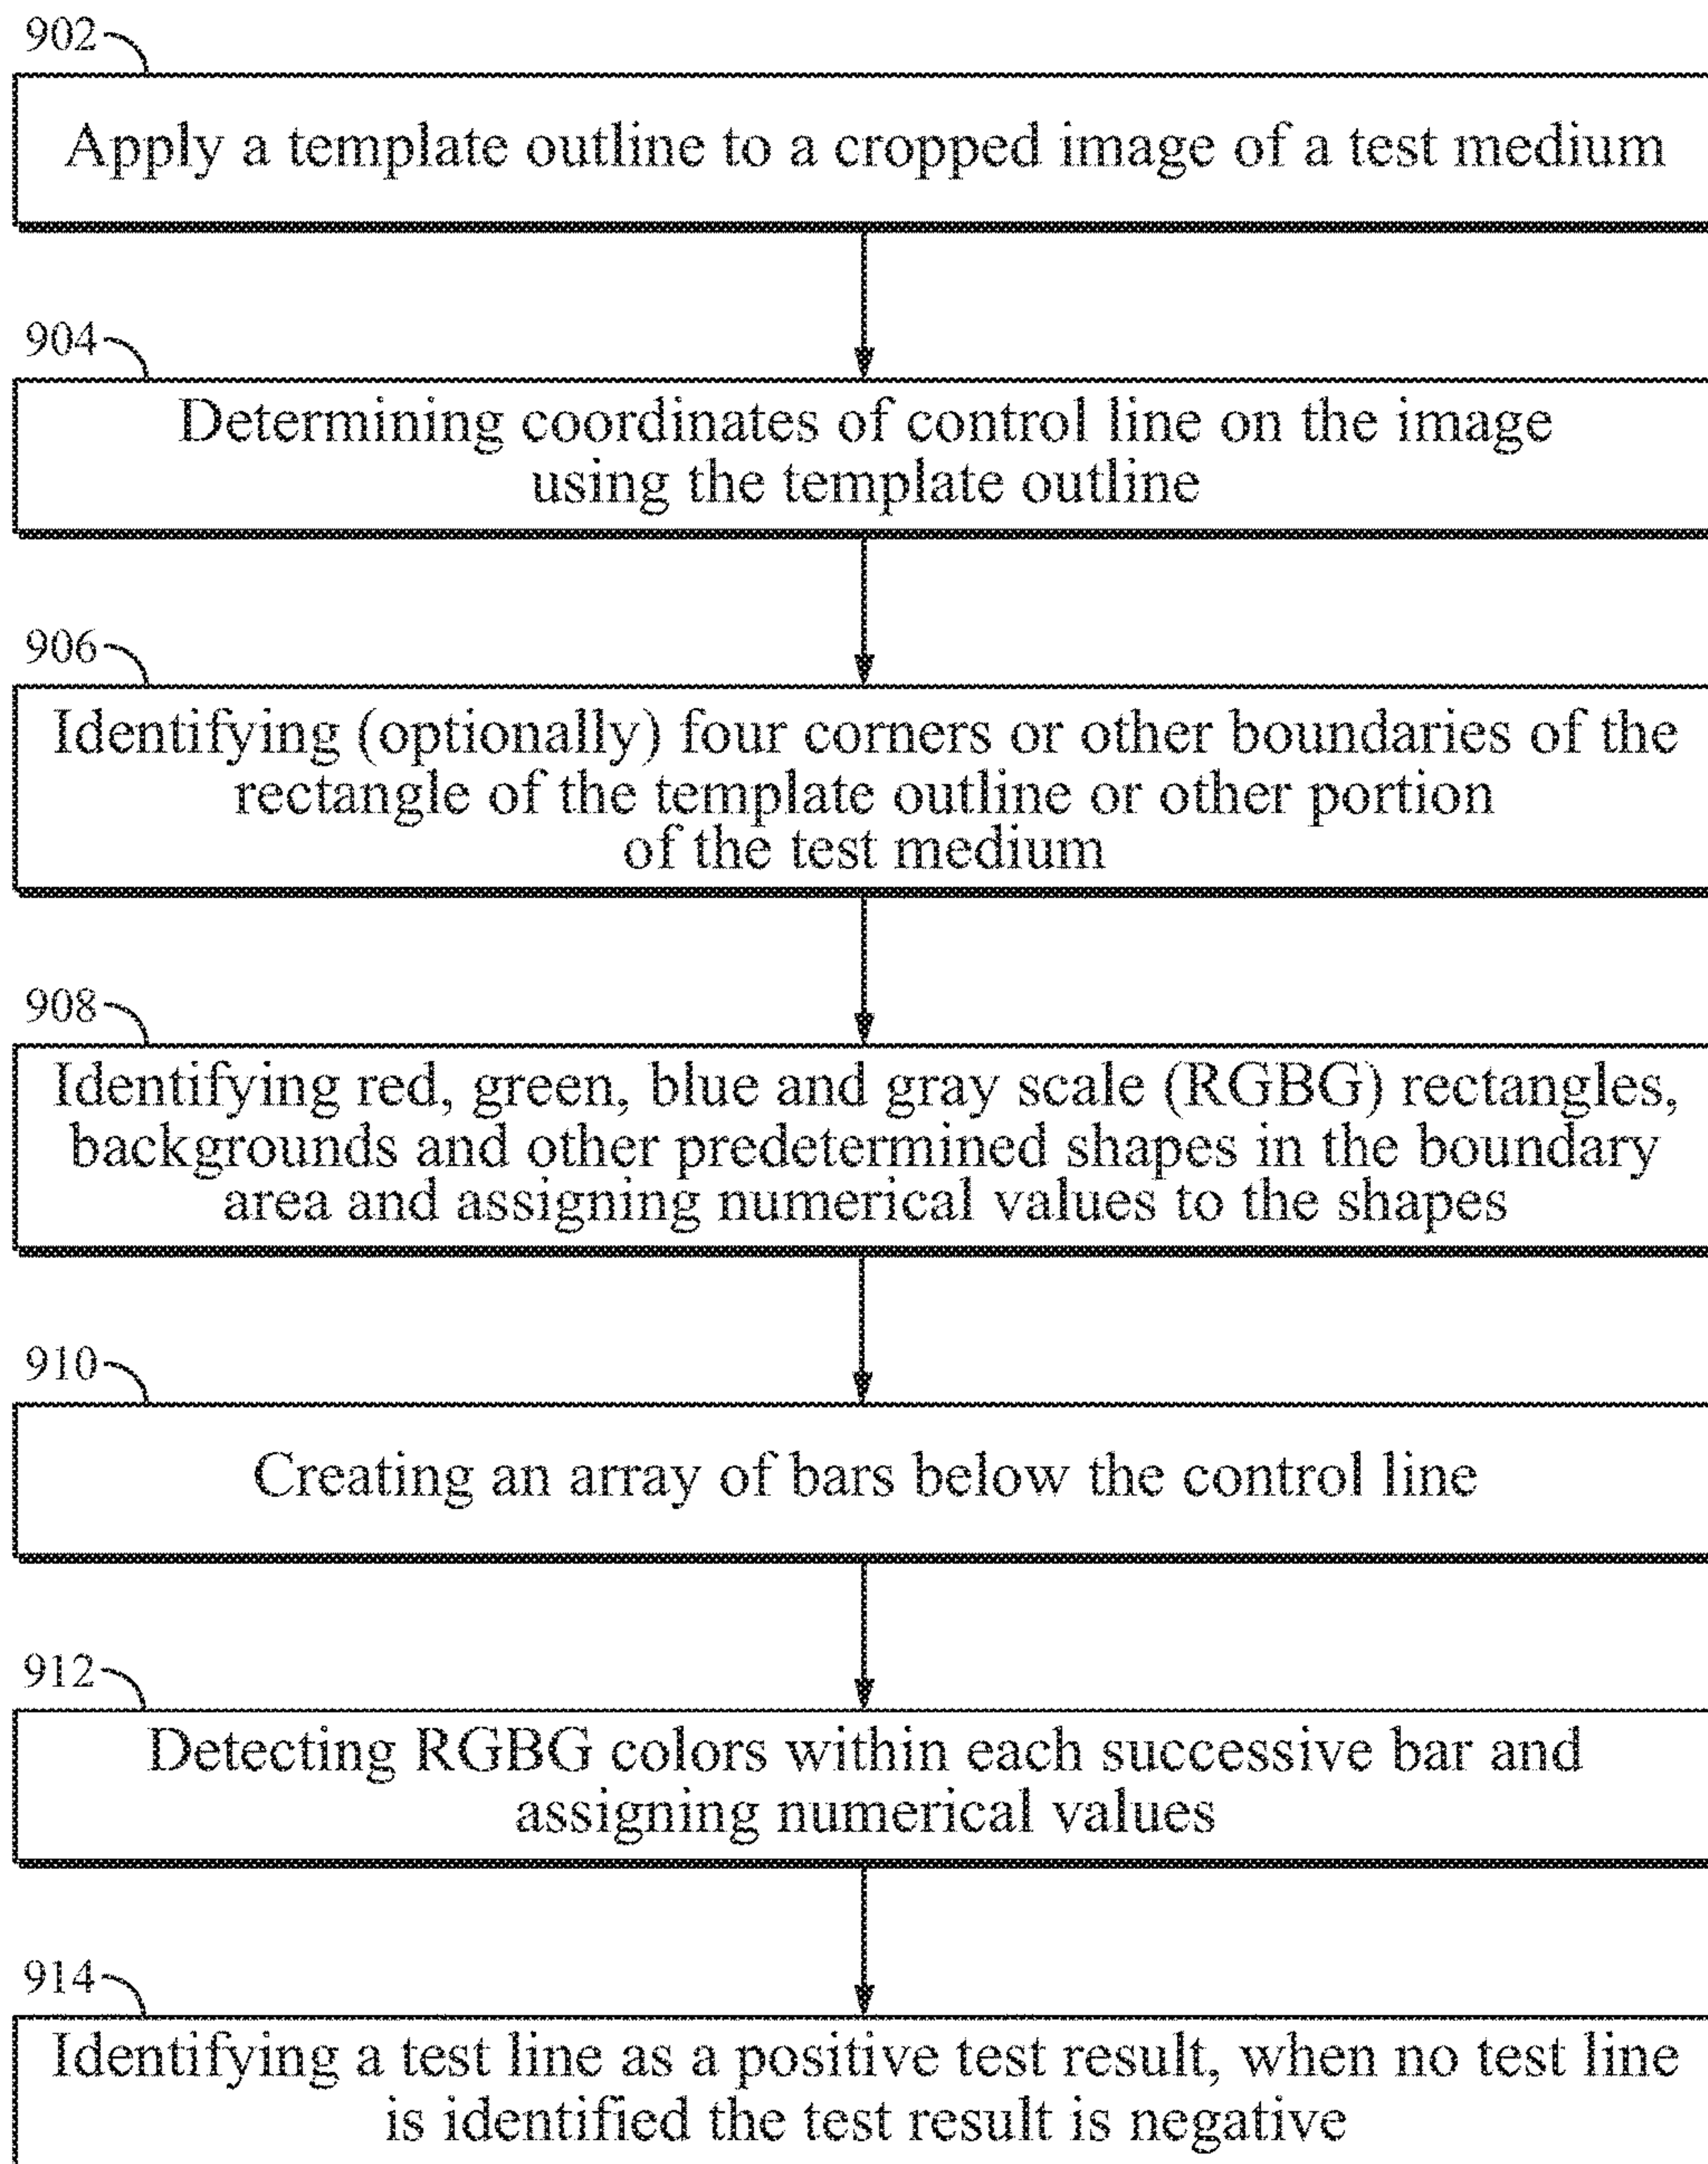 902
Apply a template outline to a cropped image of a test medium
904
Determining coordinates of control line on the image
using the template outline
906
Identifying (optionally) four corners or other boundaries of the
rectangle of the template outline or other portion
of the test medium
908
Identifying red, green, blue and gray scale (RGBG) rectangles,
backgrounds and other predetermined shapes in the boundary
area and assigning numerical values to the shapes
910
Creating an array of bars below the control line
912
Detecting RGBG colors within each successive bar and
assigning numerical values
914
Identifying a test line as a positive test result, when no test line
is identified the test result is negative